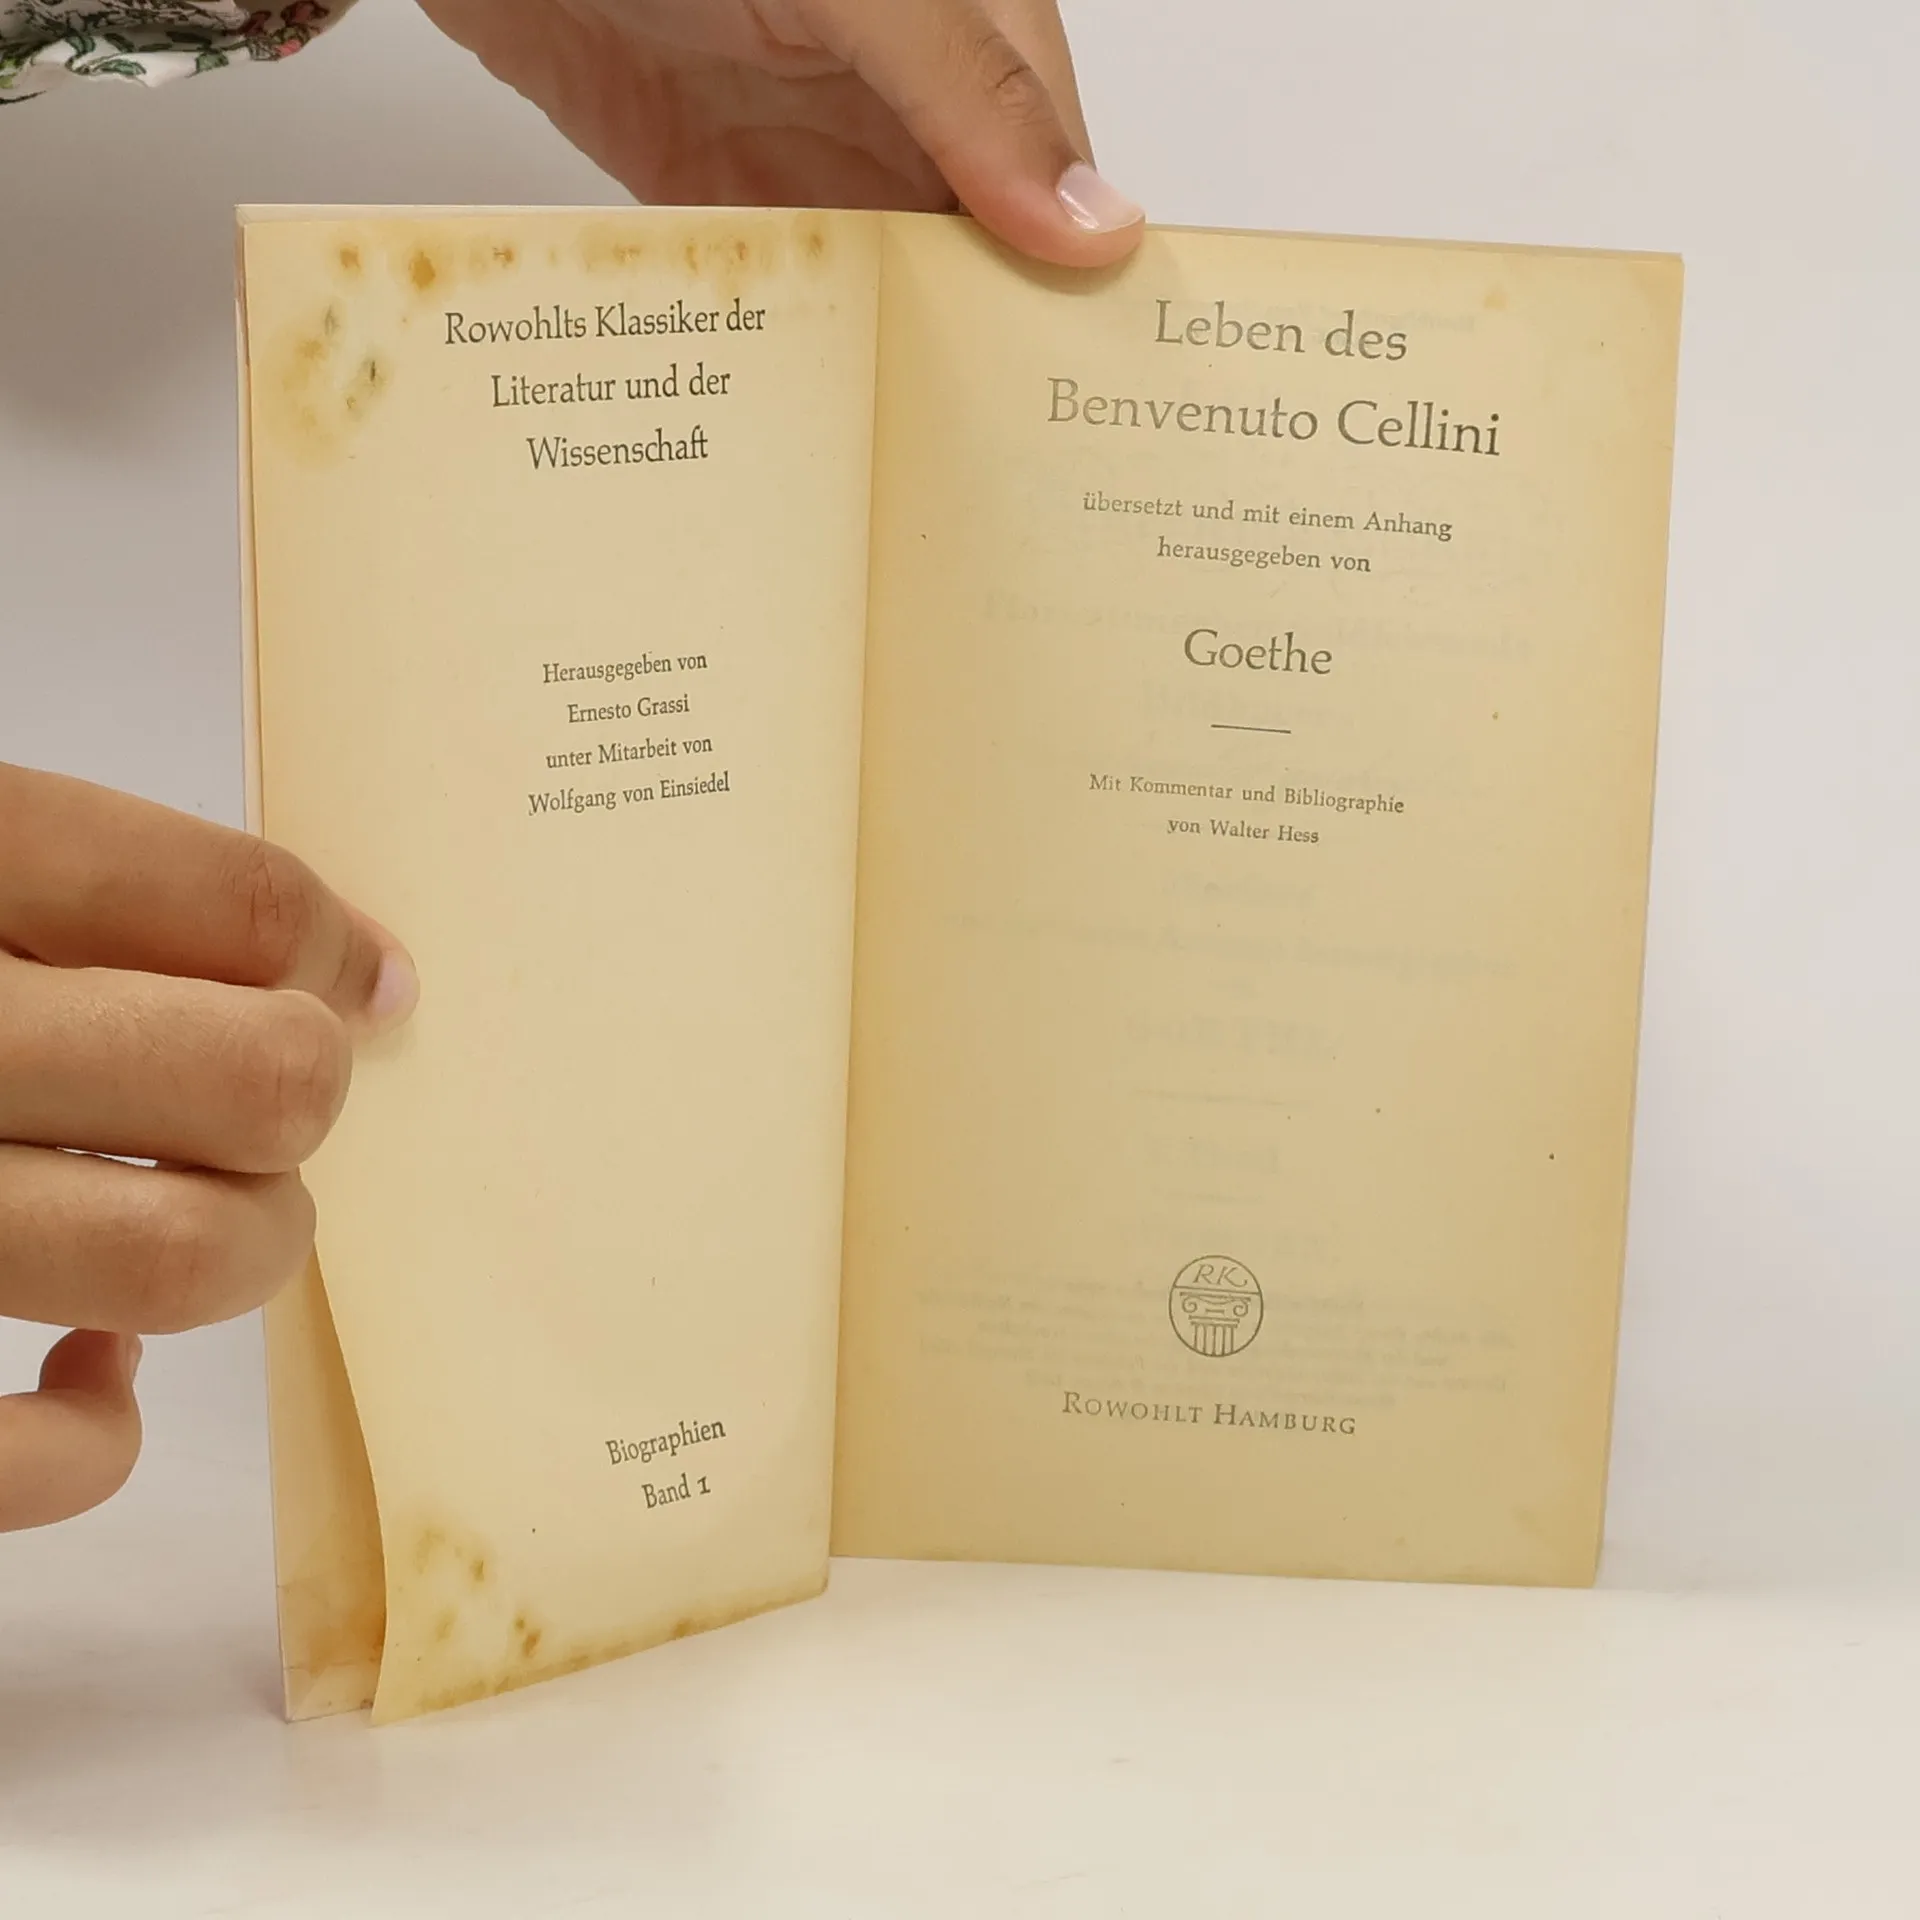 Rowohlts Klassiker der
Literatur und der
Wissenschaft
Herausgegeben von
Ernesto Grassi
unter Mitarbeit von
Wolfgang von Einsiedel
Biographien
Band 1
Leben des
Benvenuto Cellini
übersetzt und mit einem Anhang
herausgegeben von
Goethe
Mit Kommentar und Bibliographie
von Walter Hess
RK
ROWOHLT HAMBURG